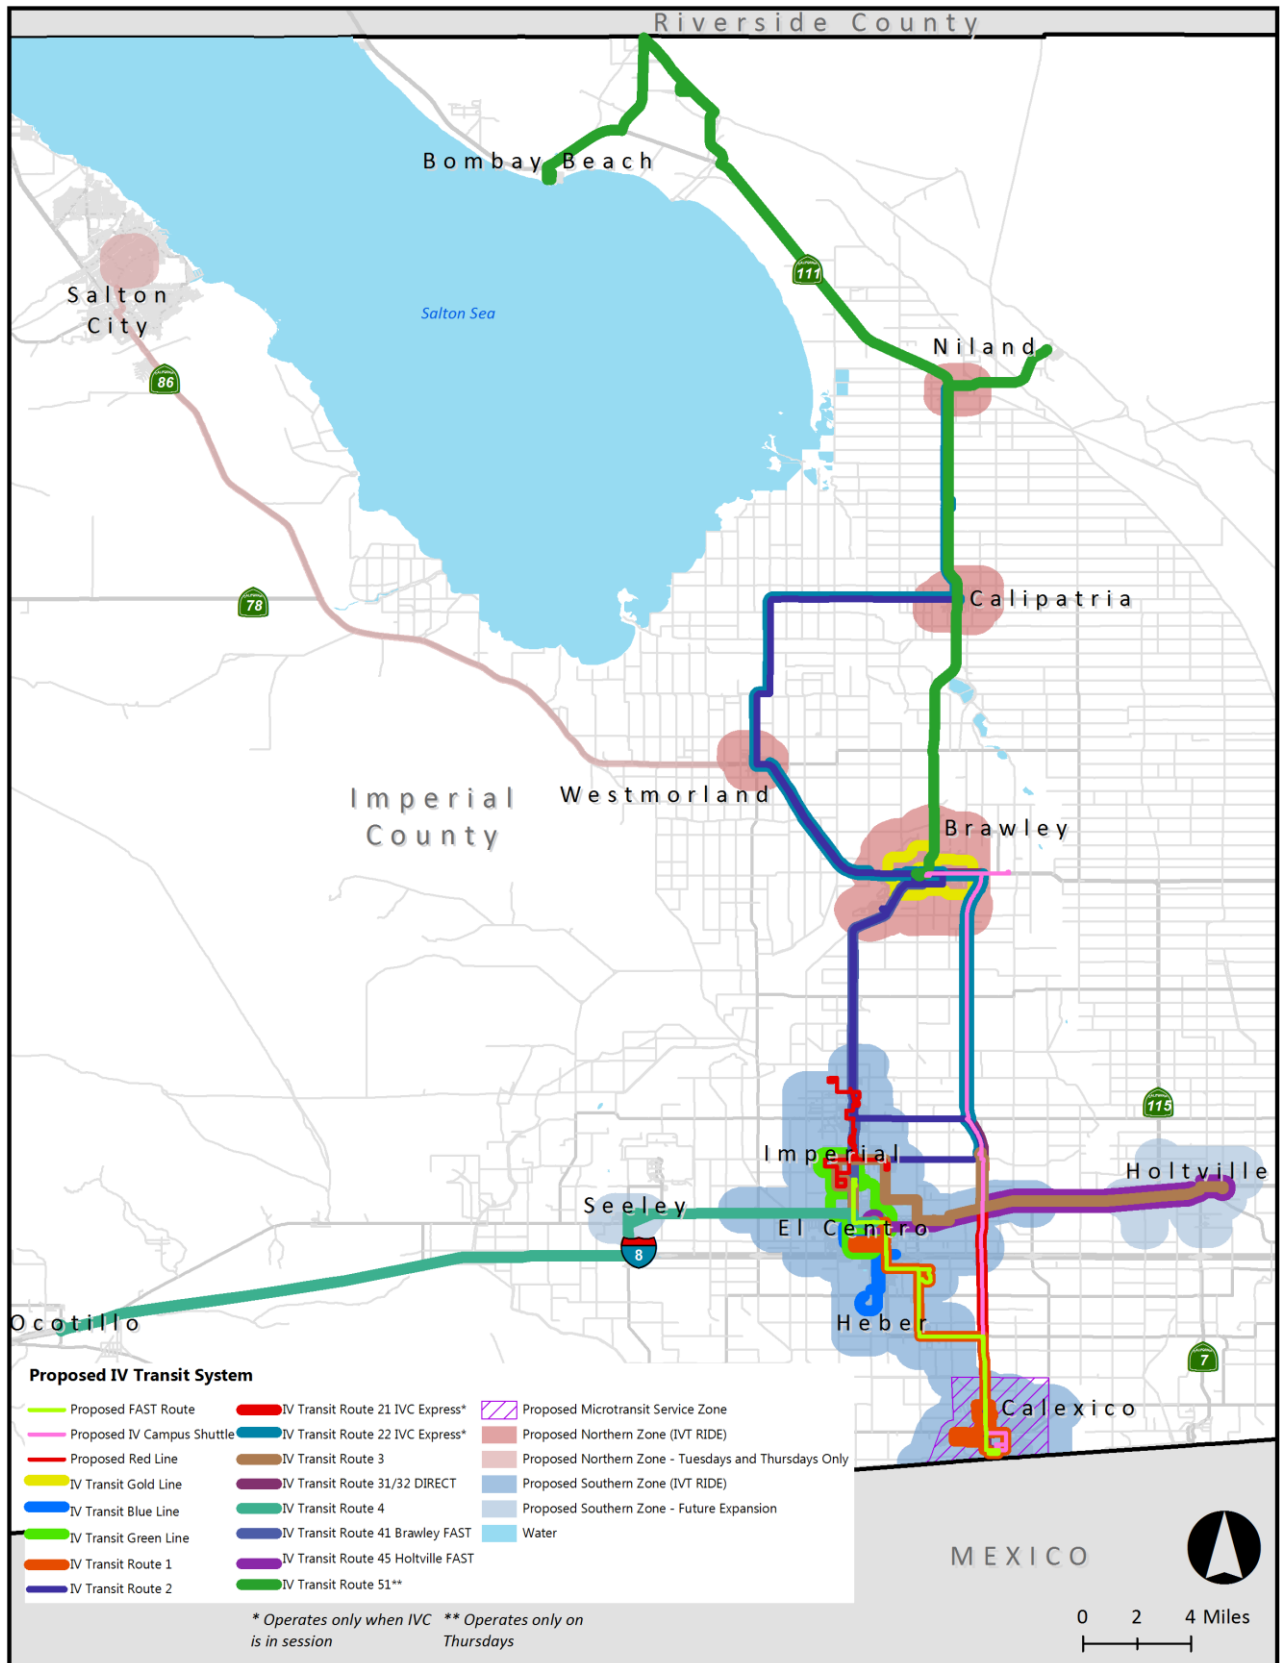 Riverside County
Bombay Beach
111
Salton
City
Salton Sea
Niland
86
78
Calipatria
Imperial
County
Westmorland
Brawley
115
Imperial
Holtville
Seeley
El Centro
8
Ocotillo
Heber
7
Calexico
Proposed IV Transit System
Proposed FAST Route
Proposed IV Campus Shuttle
Proposed Red Line
IV Transit Gold Line
IV Transit Blue Line
IV Transit Green Line
IV Transit Route 1
IV Transit Route 2
IV Transit Route 21 IVC Express*
IV Transit Route 22 IVC Express*
IV Transit Route 3
IV Transit Route 31/32 DIRECT
IV Transit Route 4
IV Transit Route 41 Brawley FAST
IV Transit Route 45 Holtville FAST
IV Transit Route 51**
Proposed Microtransit Service Zone
Proposed Northern Zone (IVT RIDE)
Proposed Northern Zone - Tuesdays and Thursdays Only
Proposed Southern Zone (IVT RIDE)
Proposed Southern Zone - Future Expansion
Water
* Operates only when IVC
is in session
** Operates only on
Thursdays
MEXICO
0 2 4 Miles